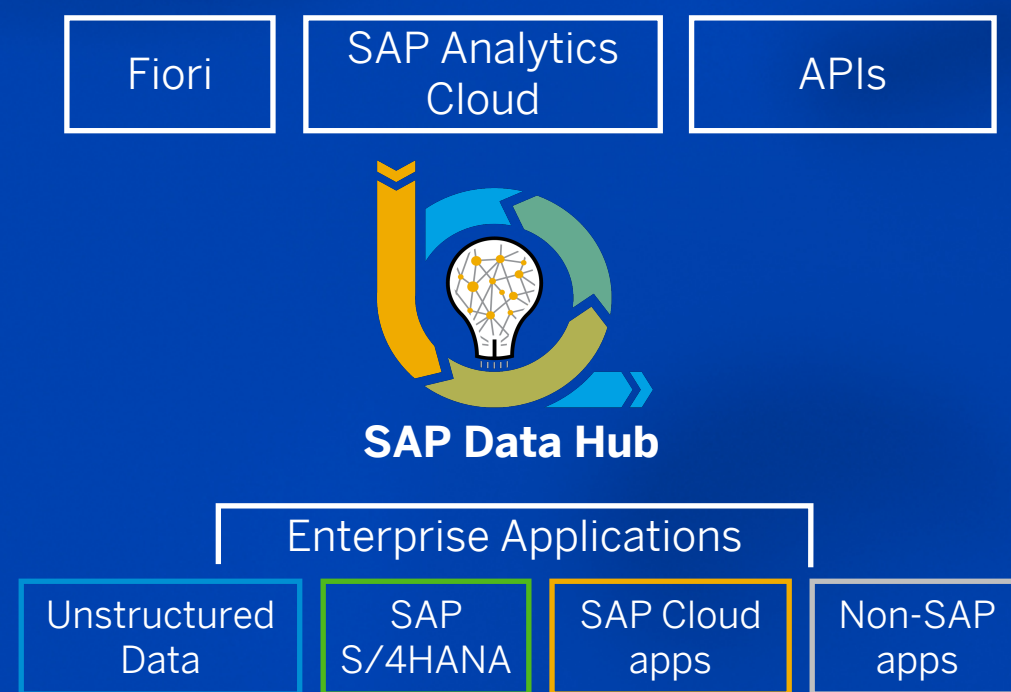 Fiori
SAP Analytics
Cloud
APIs
SAP Data Hub
Enterprise Applications
Unstructured
Data
SAP
S/4HANA
SAP Cloud
apps
Non-SAP
apps